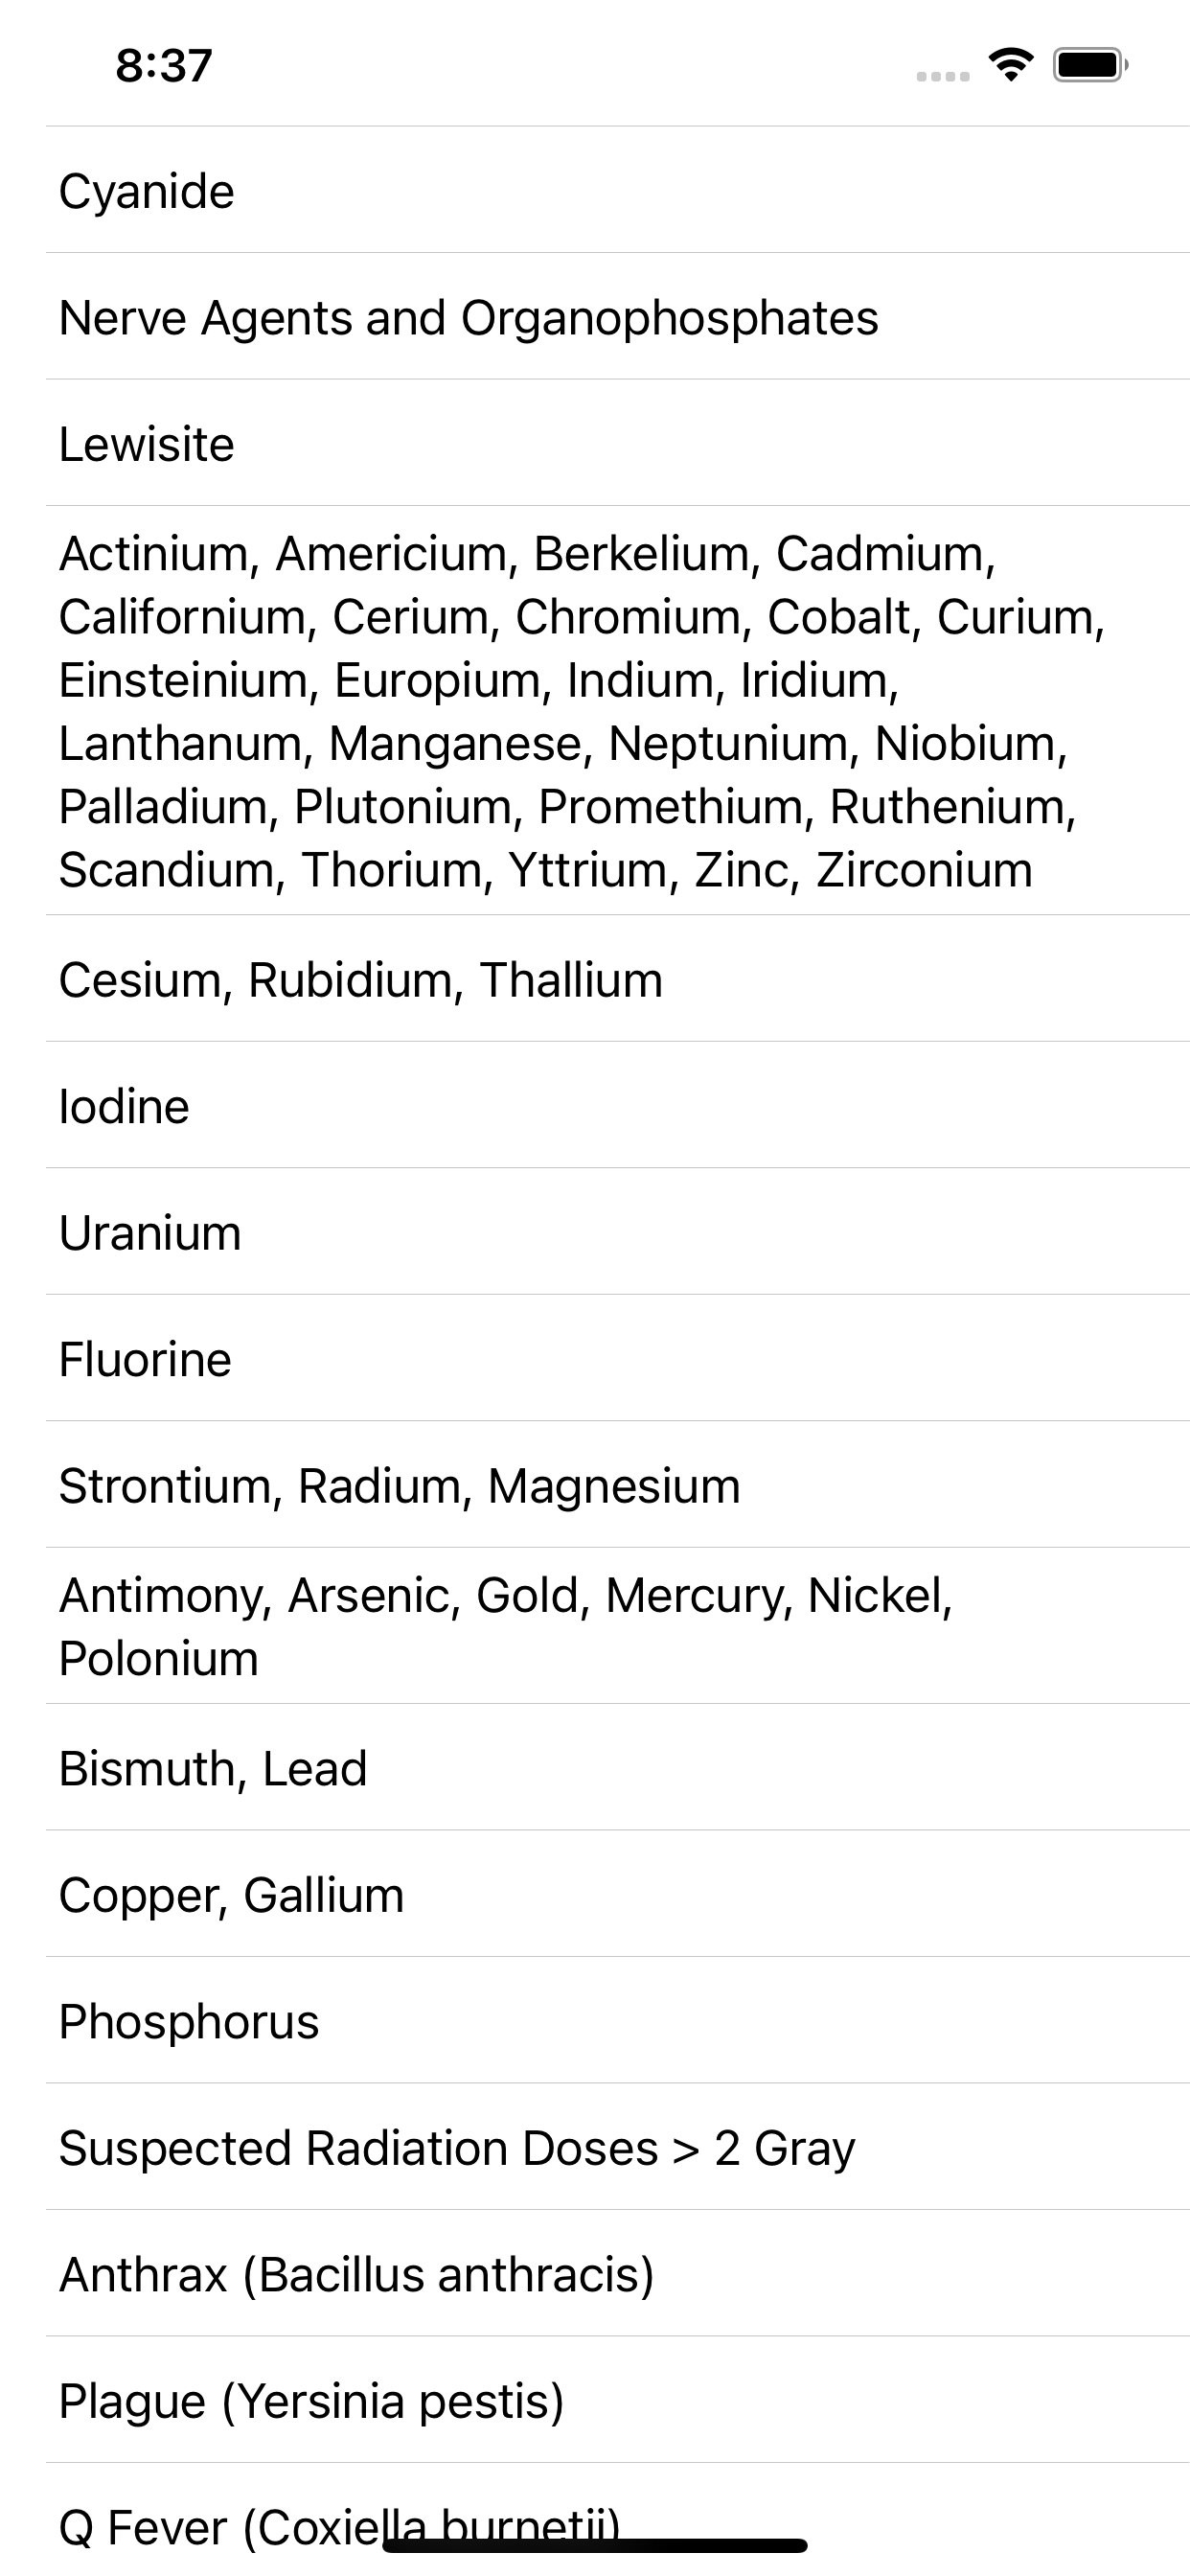 8:37
Cyanide
Nerve Agents and Organophosphates
Lewisite
Actinium, Americium, Berkelium, Cadmium,
Californium, Cerium, Chromium, Cobalt, Curium,
Einsteinium, Europium, Indium, Iridium,
Lanthanum, Manganese, Neptunium, Niobium,
Palladium, Plutonium, Promethium, Ruthenium,
Scandium, Thorium, Yttrium, Zinc, Zirconium
Cesium, Rubidium, Thallium
Iodine
Uranium
Fluorine
Strontium, Radium, Magnesium
Antimony, Arsenic, Gold, Mercury, Nickel,
Polonium
Bismuth, Lead
Copper, Gallium
Phosphorus
Suspected Radiation Doses > 2 Gray
Anthrax (Bacillus anthracis)
Plague (Yersinia pestis)
Q Fever (Coxiella burnetii)